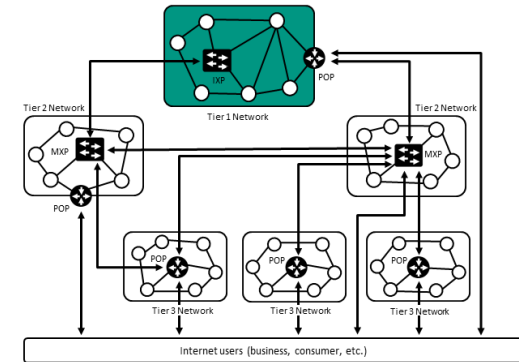 IXP
POP
Tier 1 Network
Tier 2 Network
Tier 2 Network
MXP
MXP
POP
POP
POP
POP
Tier 3 Network
Tier 3 Network
Tier 3 Network
Internet users (business, consumer, etc.)